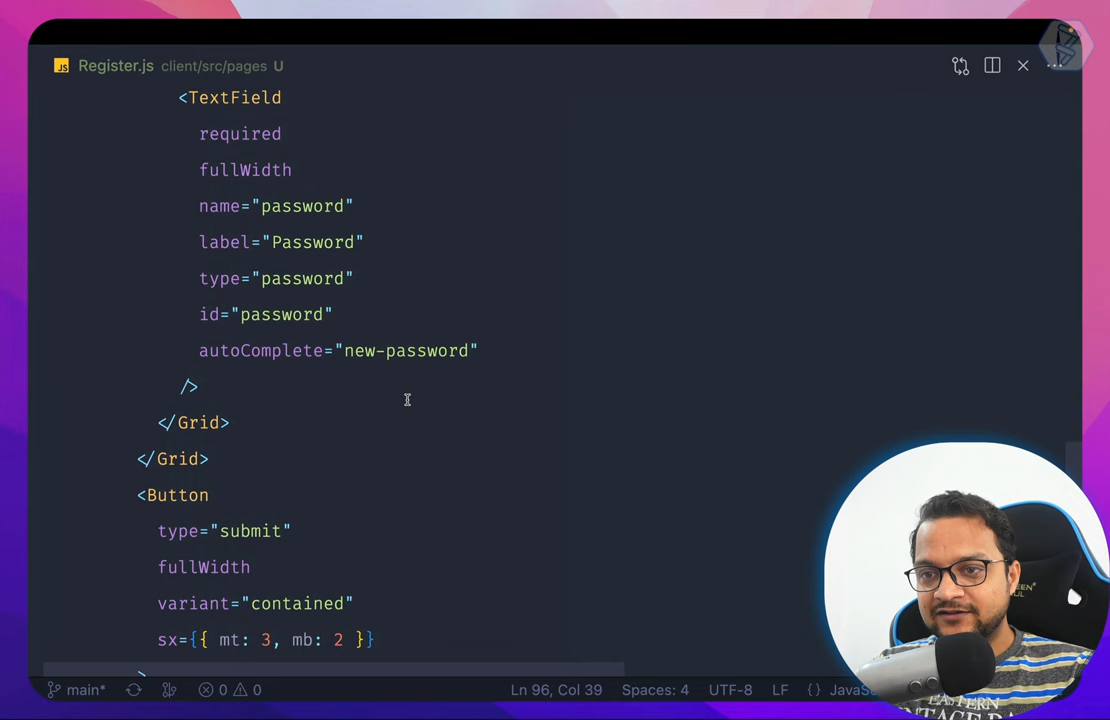 Register.js client/src/pages U
<TextField
required
fullWidth
name="password"
label="Password"
type="password"
id="password"
autoComplete="new-password"
/>
</Grid>
</Grid>
<Button
type="submit"
fullWidth
variant="contained"
sx={{ mt: 3, mb: 2 }}
>
main* 0 0 Ln 96, Col 39 Spaces: 4 UTF-8 LF {}
EASTERN